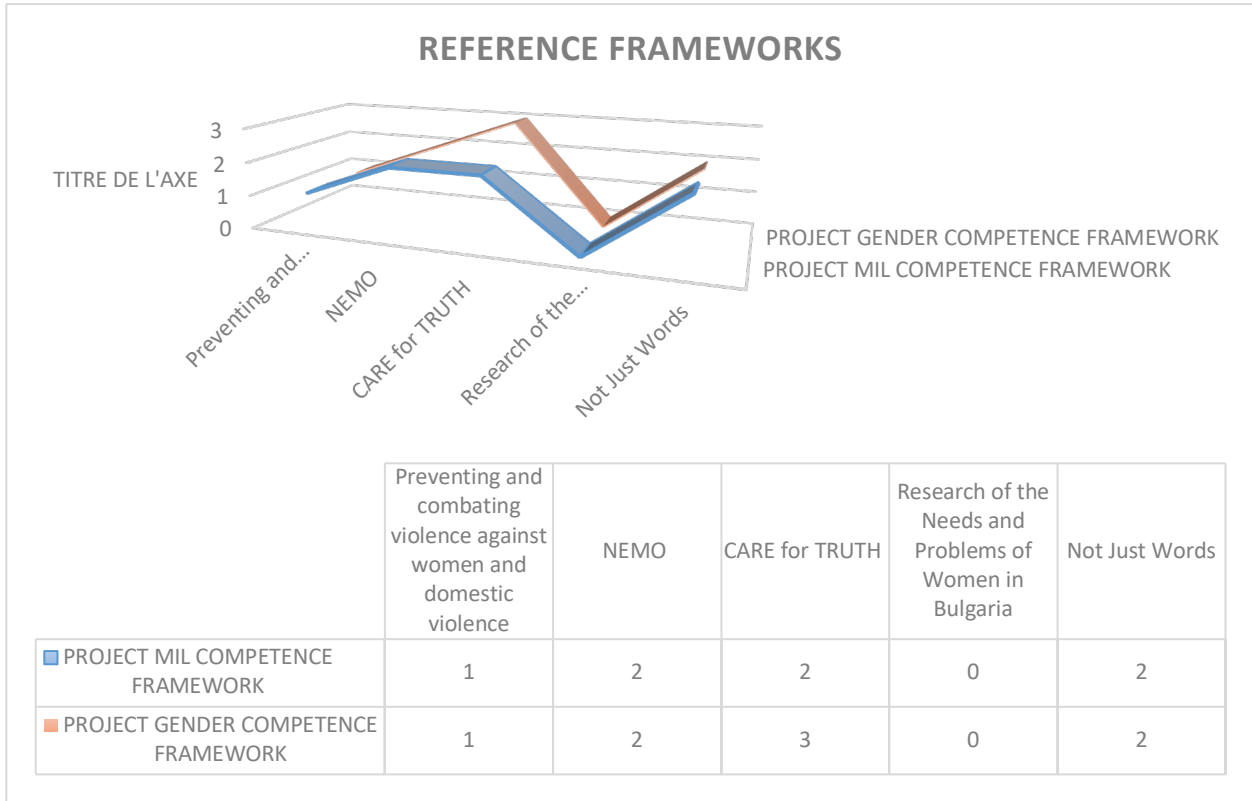 REFERENCE FRAMEWORKS
3
2
1
0
TITRE DE L'AXE
PROJECT GENDER COMPETENCE FRAMEWORK
PROJECT MIL COMPETENCE FRAMEWORK
Preventing and...
NEMO
CARE for TRUTH
Research of the...
Not Just Words
Preventing and
combating
violence against
women and
domestic
violence
NEMO
CARE for TRUTH
Research of the
Needs and
Problems of
Women in
Bulgaria
Not Just Words
PROJECT MIL COMPETENCE
FRAMEWORK
1
2
2
0
2
PROJECT GENDER COMPETENCE
FRAMEWORK
1
2
3
0
2